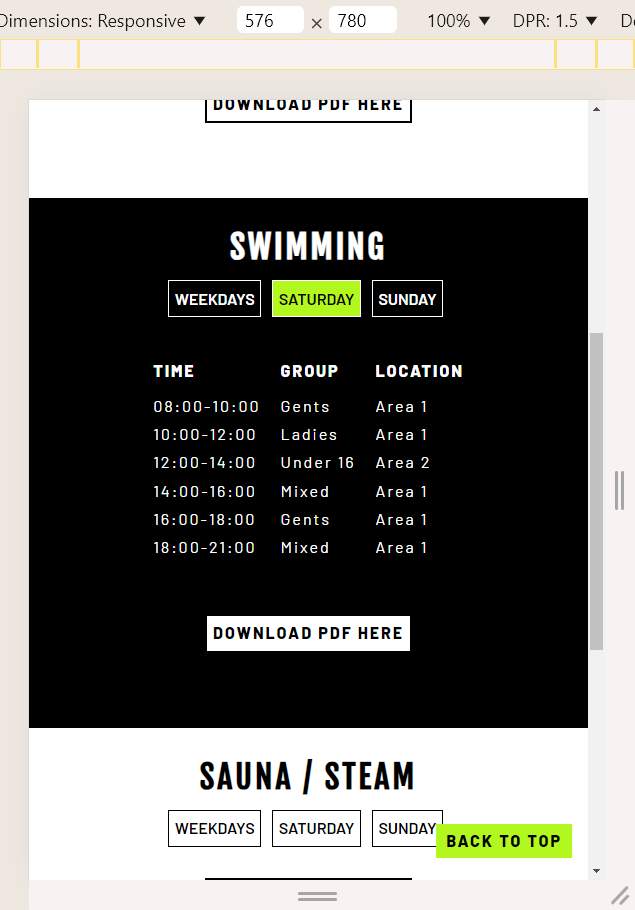 Dimensions: Responsive ▼ 576 × 780 100% ▼ DPR: 1.5 ▼
DOWNLOAD PDF HERE
SWIMMING
WEEKDAYS SATURDAY SUNDAY
TIME GROUP LOCATION
08:00-10:00 Gents Area 1
10:00-12:00 Ladies Area 1
12:00-14:00 Under 16 Area 2
14:00-16:00 Mixed Area 1
16:00-18:00 Gents Area 1
18:00-21:00 Mixed Area 1
DOWNLOAD PDF HERE
SAUNA / STEAM
WEEKDAYS SATURDAY SUNDAY
BACK TO TOP